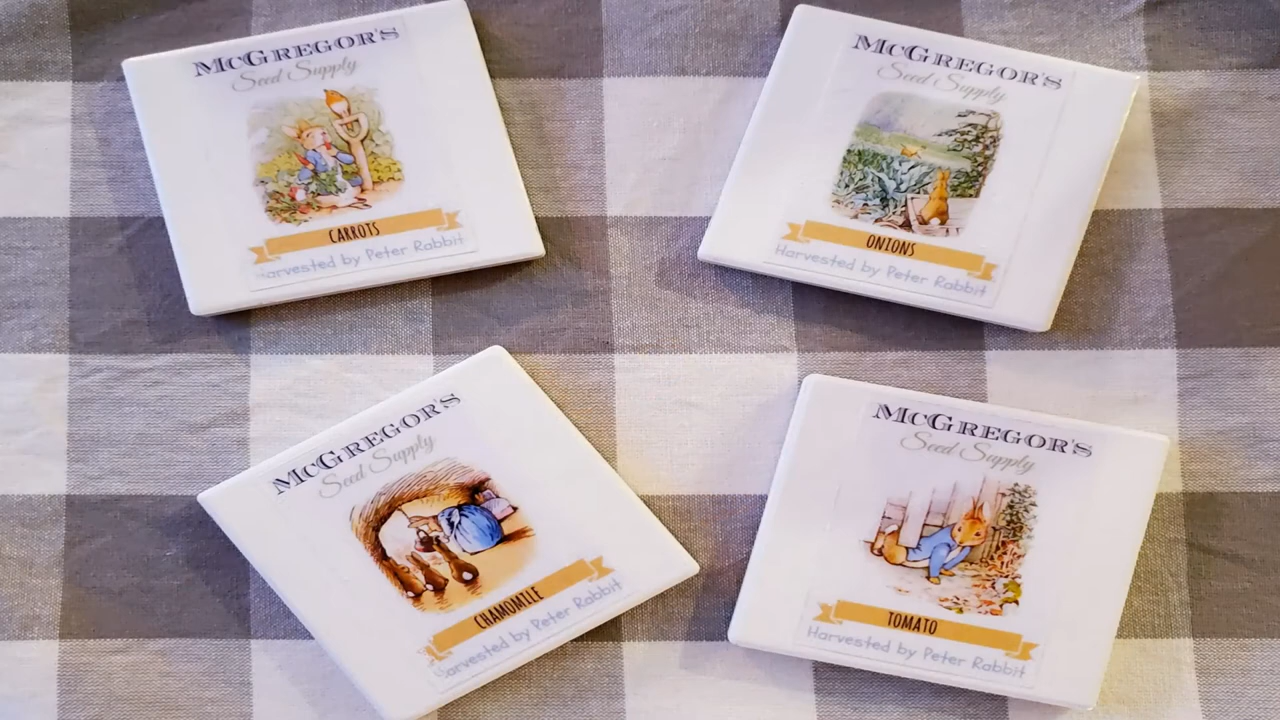 McGREGOR'S
Seed Supply
CARROTS
Harvested by Peter Rabbit
McGREGOR'S
Seed Supply
ONIONS
Harvested by Peter Rabbit
McGREGOR'S
Seed Supply
CHAMOMILE
Harvested by Peter Rabbit
McGREGOR'S
Seed Supply
TOMATO
Harvested by Peter Rabbit